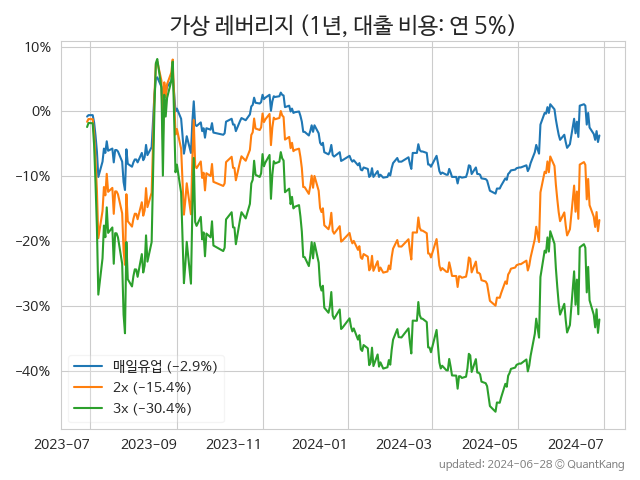 가상 레버리지 (1년, 대출 비용: 연 5%)
10%
0%
−10%
−20%
−30%
−40%
매일유업 (−2.9%)
2x (−15.4%)
3x (−30.4%)
2023-07 2023-09 2023-11 2024-01 2024-03 2024-05 2024-07
updated: 2024-06-28 © QuantKang